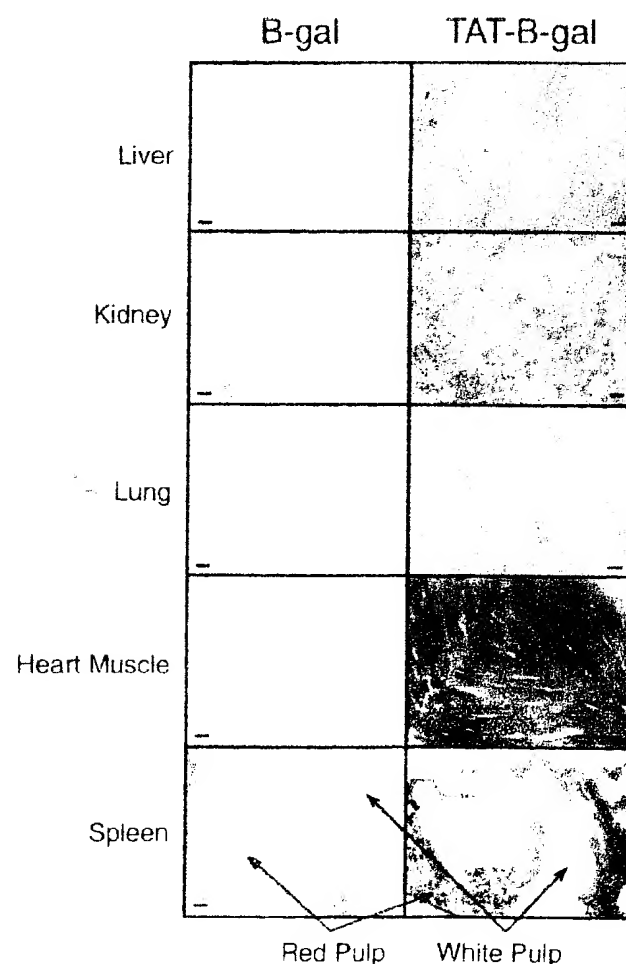 B-gal TAT-B-gal
Liver
Kidney
Lung
Heart Muscle
Spleen
Red Pulp White Pulp